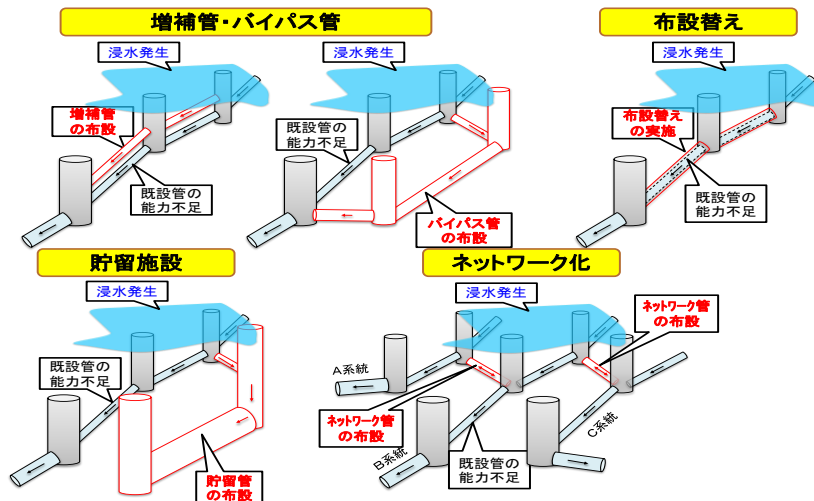 増補管・バイパス管
浸水発生
増補管
の布設
既設管の
能力不足
浸水発生
既設管の
能力不足
バイパス管
の布設
布設替え
浸水発生
布設替え
の実施
既設管の
能力不足
貯留施設
浸水発生
既設管の
能力不足
貯留管
の布設
ネットワーク化
浸水発生
ネットワーク管
の布設
A系統
ネットワーク管
の布設
B系統
既設管の
能力不足
C系統